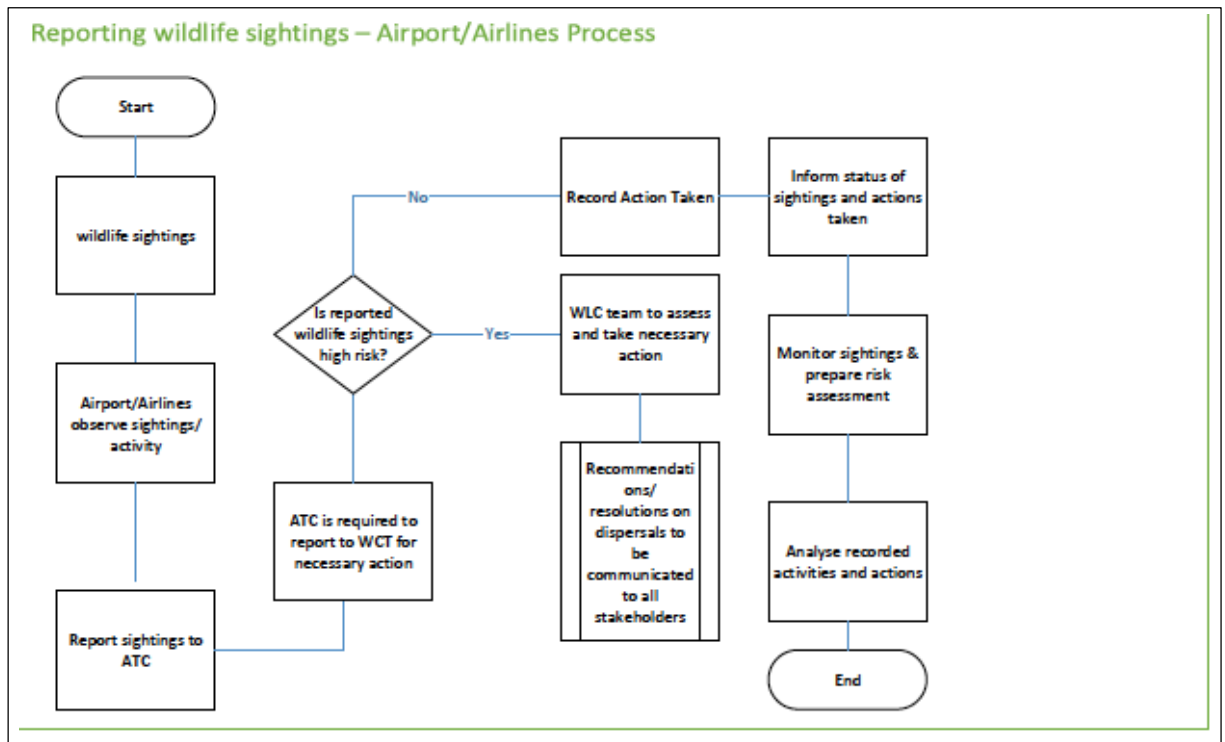 Reporting wildlife sightings – Airport/Airlines Process
Start
wildlife sightings
Airport/Airlines
observe sightings/
activity
Report sightings to
ATC
ATC is required to
report to WCT for
necessary action
Is reported
wildlife sightings
high risk?
No
Yes
Record Action Taken
WLC team to assess
and take necessary
action
Recommendati
ons/
resolutions on
dispersals to
be
communicated
to all
stakeholders
Inform status of
sightings and actions
taken
Monitor sightings &
prepare risk
assessment
Analyse recorded
activities and actions
End